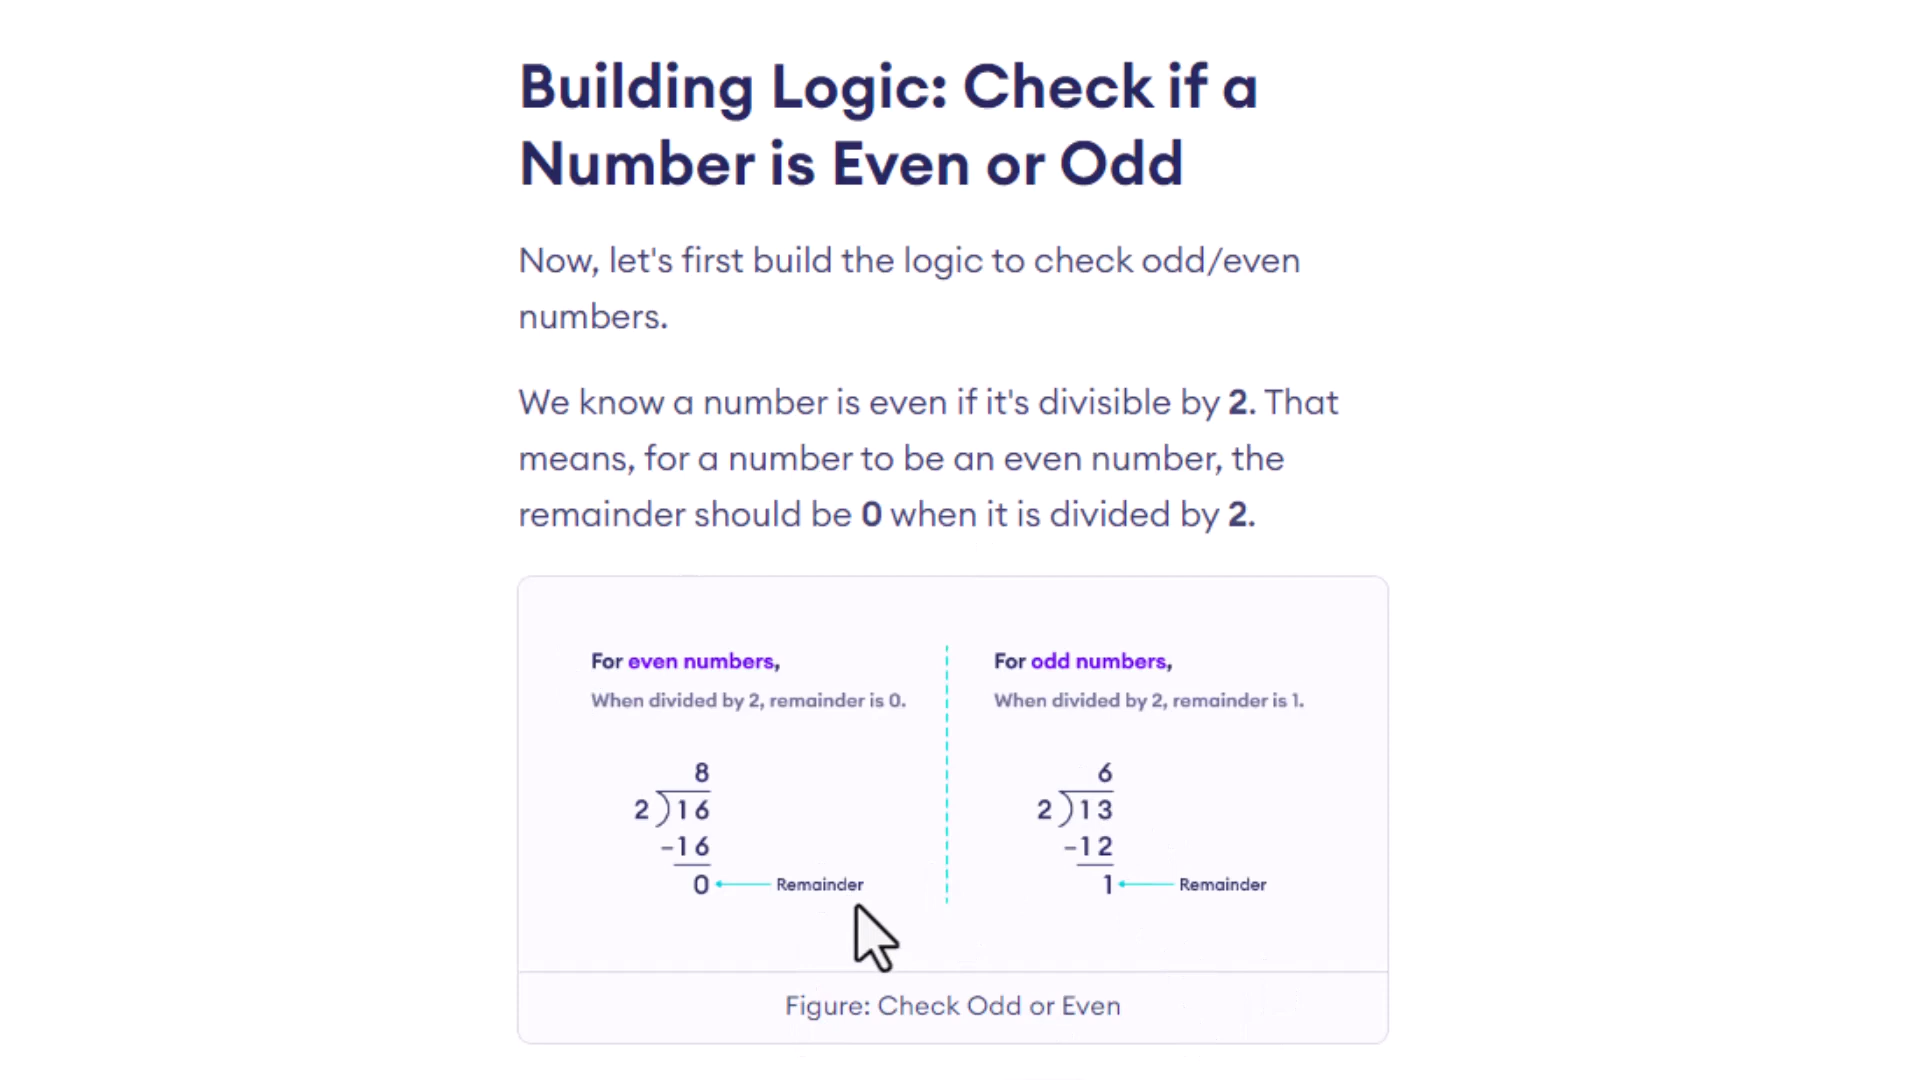 Building Logic: Check if a
Number is Even or Odd
Now, let's first build the logic to check odd/even
numbers.
We know a number is even if it's divisible by 2. That
means, for a number to be an even number, the
remainder should be 0 when it is divided by 2.
For even numbers,
When divided by 2, remainder is 0.
8
2)16
-16
0
Remainder
For odd numbers,
When divided by 2, remainder is 1.
6
2)13
-12
1
Remainder
Figure: Check Odd or Even